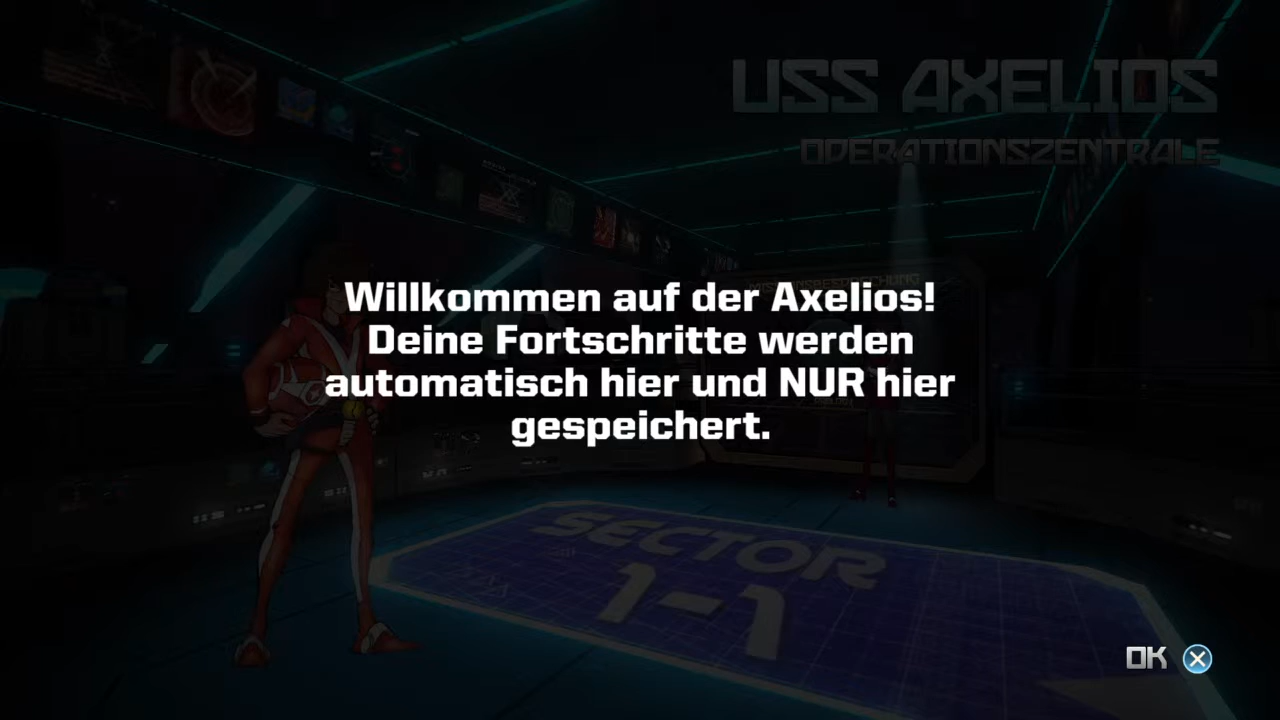 USS AXELIOS
OPERATIONSZENTRALE
Willkommen auf der Axelios!
Deine Fortschritte werden
automatisch hier und NUR hier
gespeichert.
SECTOR
1-1
OK